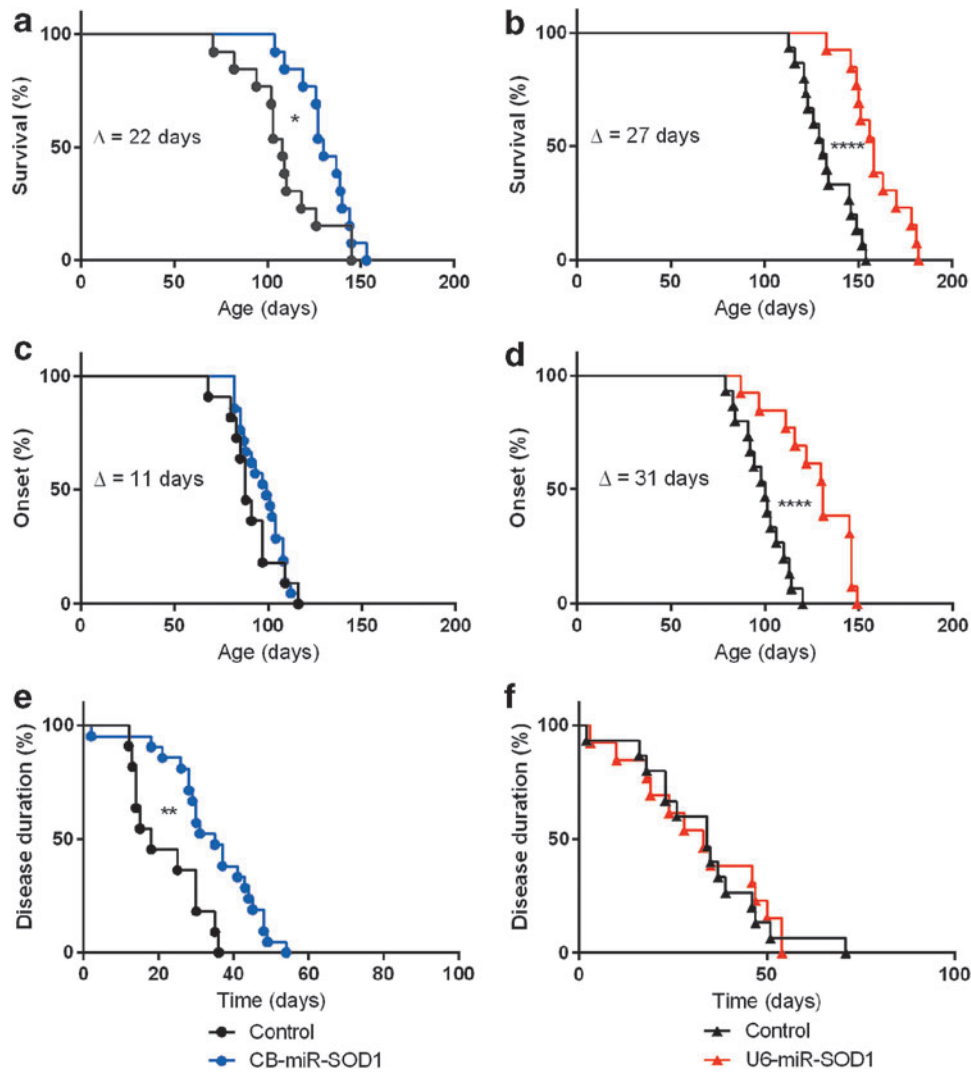 a
Survival (%)
100
50
0
Δ = 22 days
*
0 50 100 150 200
Age (days)
b
Survival (%)
100
50
0
Δ = 27 days
****
0 50 100 150 200
Age (days)
c
Onset (%)
100
50
0
Δ = 11 days
0 50 100 150 200
Age (days)
d
Onset (%)
100
50
0
Δ = 31 days
****
0 50 100 150 200
Age (days)
e
Disease duration (%)
100
50
0
**
0 20 40 60 80 100
Time (days)
Control
CB-miR-SOD1
f
Disease duration (%)
100
50
0
0 50 100
Time (days)
Control
U6-miR-SOD1